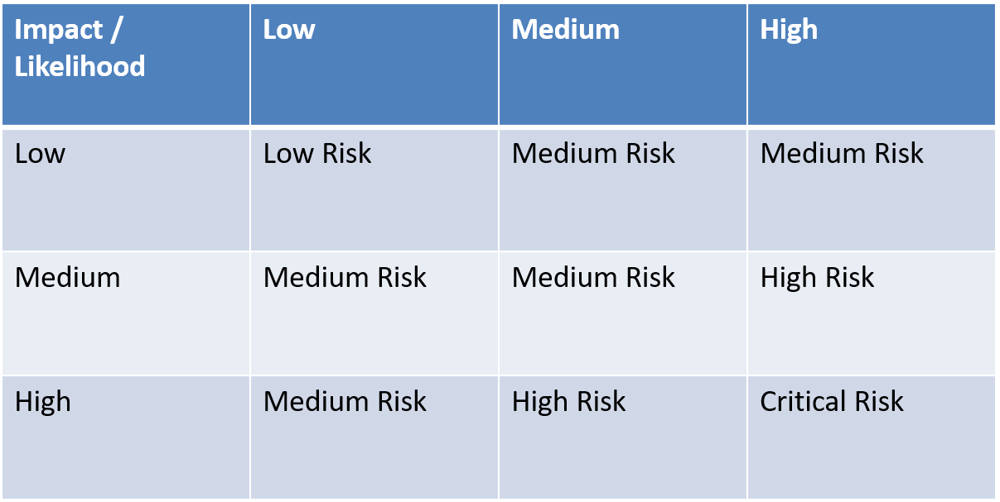 Impact / Likelihood Low Medium High
Low Low Risk Medium Risk Medium Risk
Medium Medium Risk Medium Risk High Risk
High Medium Risk High Risk Critical Risk